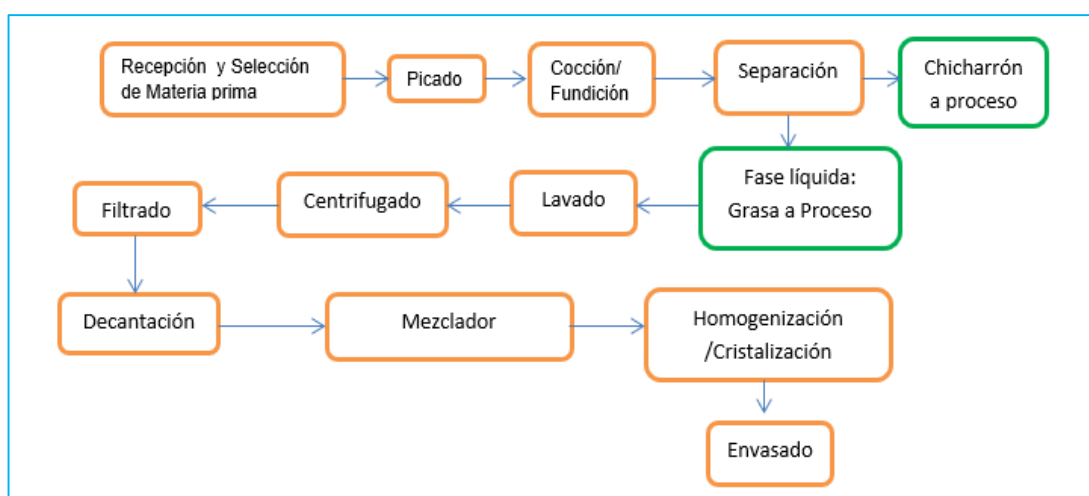 Recepción y Selección
de Materia prima
Picado
Cocción/
Fundición
Separación
Chicharrón
a proceso
Fase líquida:
Grasa a Proceso
Lavado
Centrifugado
Filtrado
Decantación
Mezclador
Homogenización
/Cristalización
Envasado